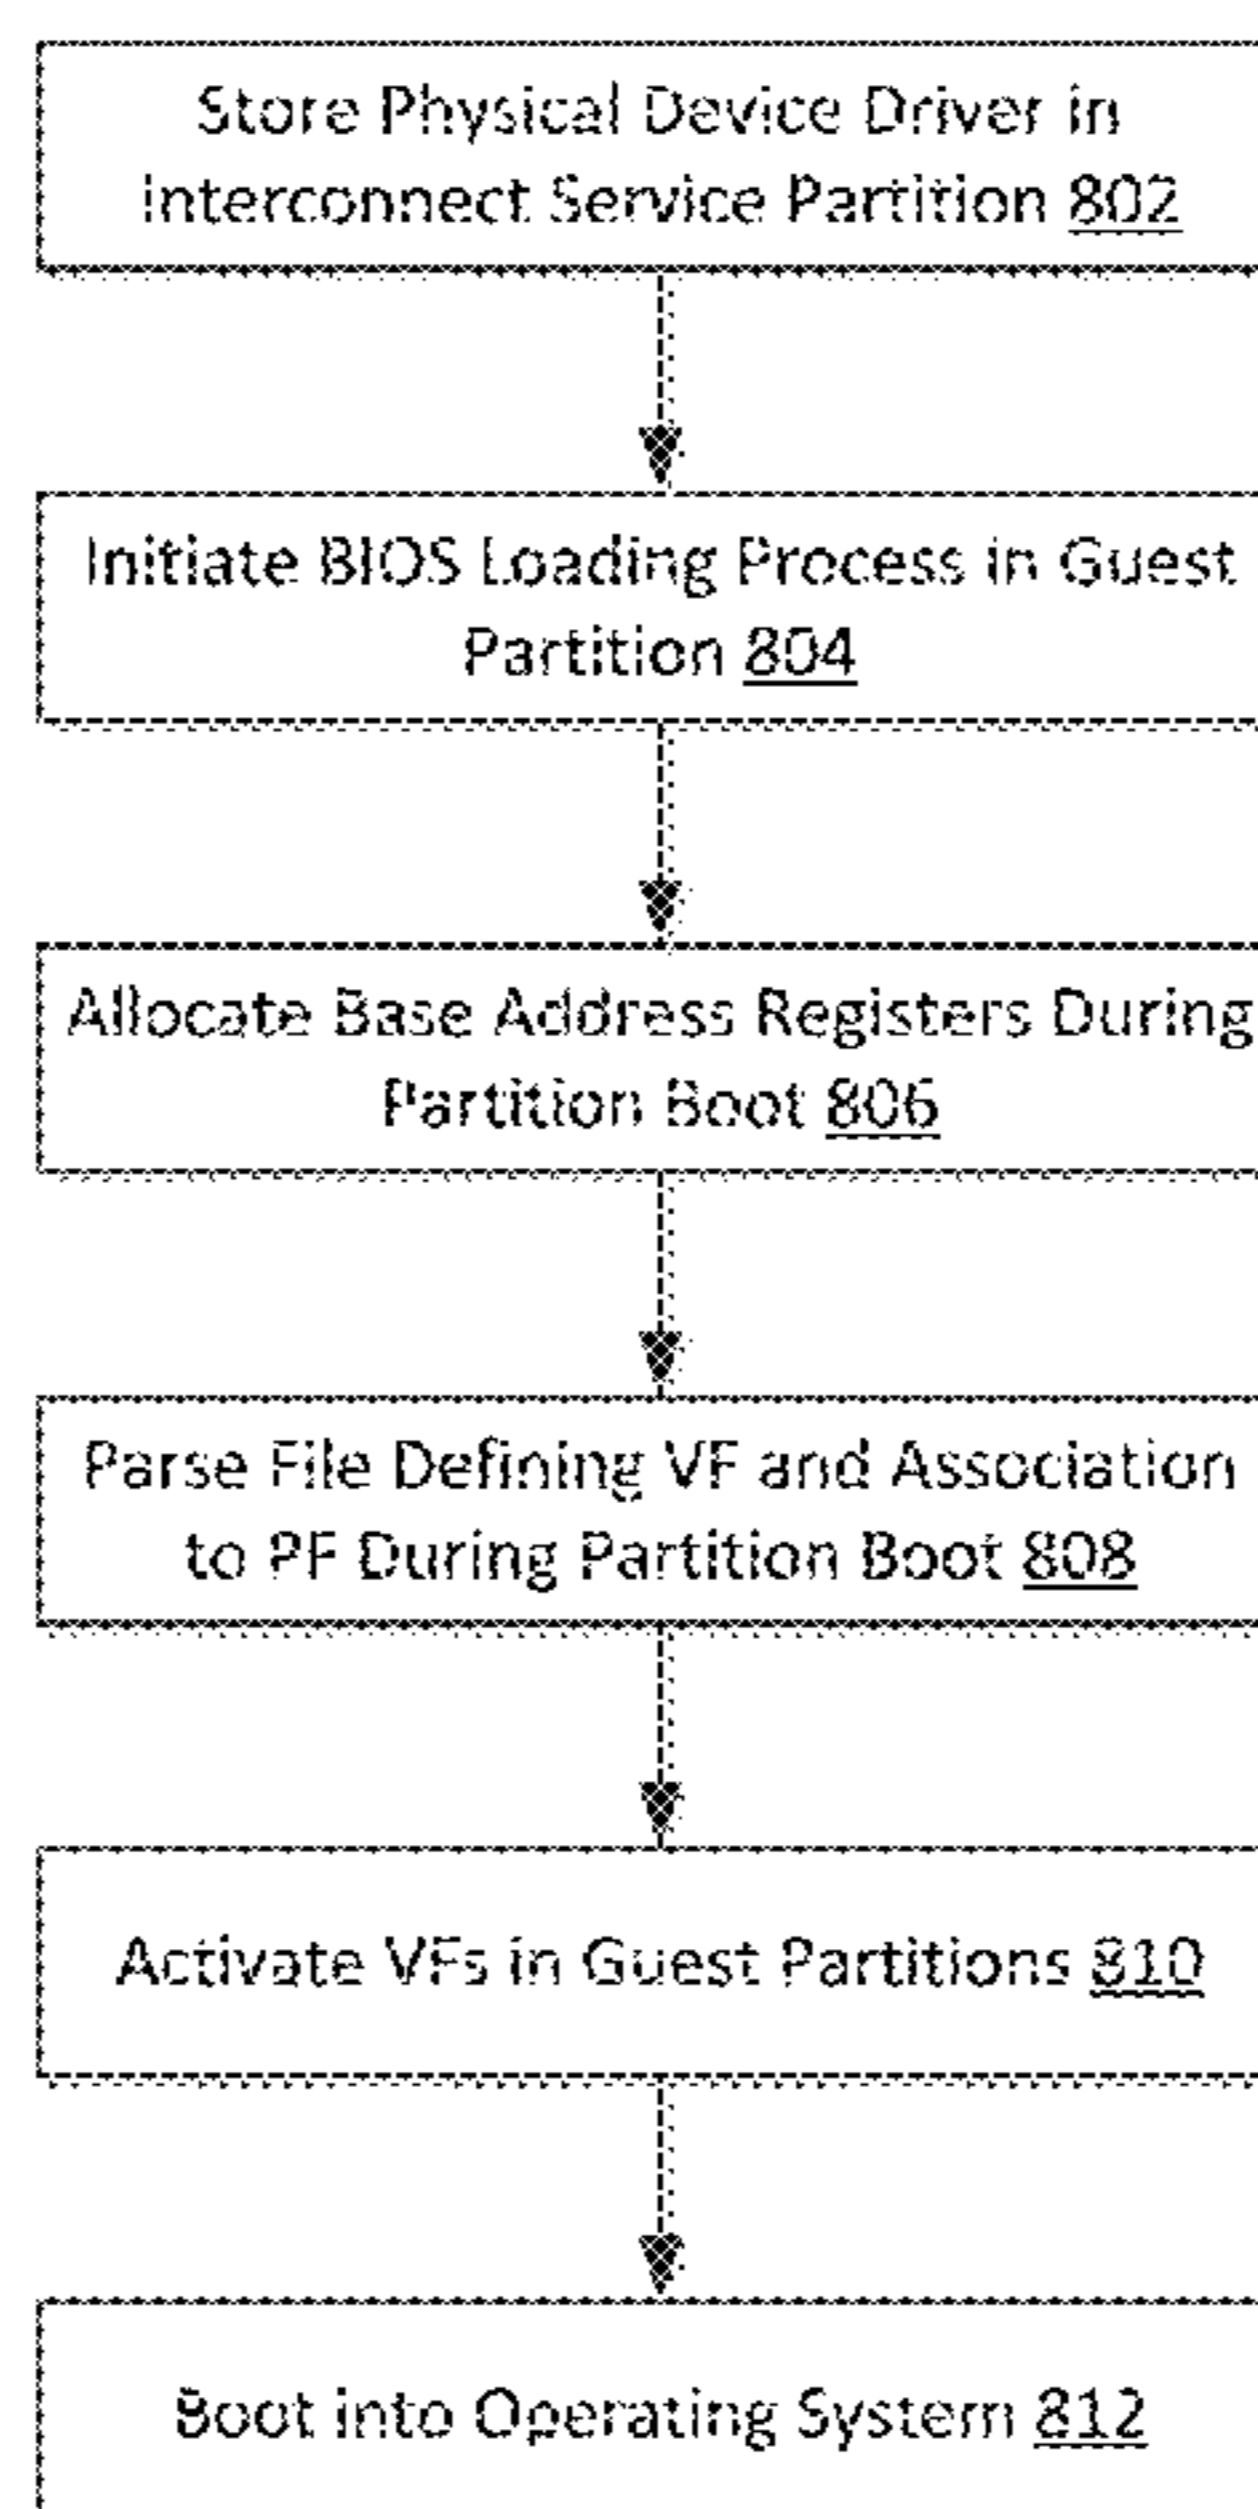 Store Physical Device Driver in
Interconnect Service Partition 802
Initiate BIOS Loading Process in Guest
Partition 804
Allocate Base Address Registers During
Partition Boot 806
Parse File Defining VF and Association
to PF During Partition Boot 808
Activate VFs in Guest Partitions 810
Boot into Operating System 812